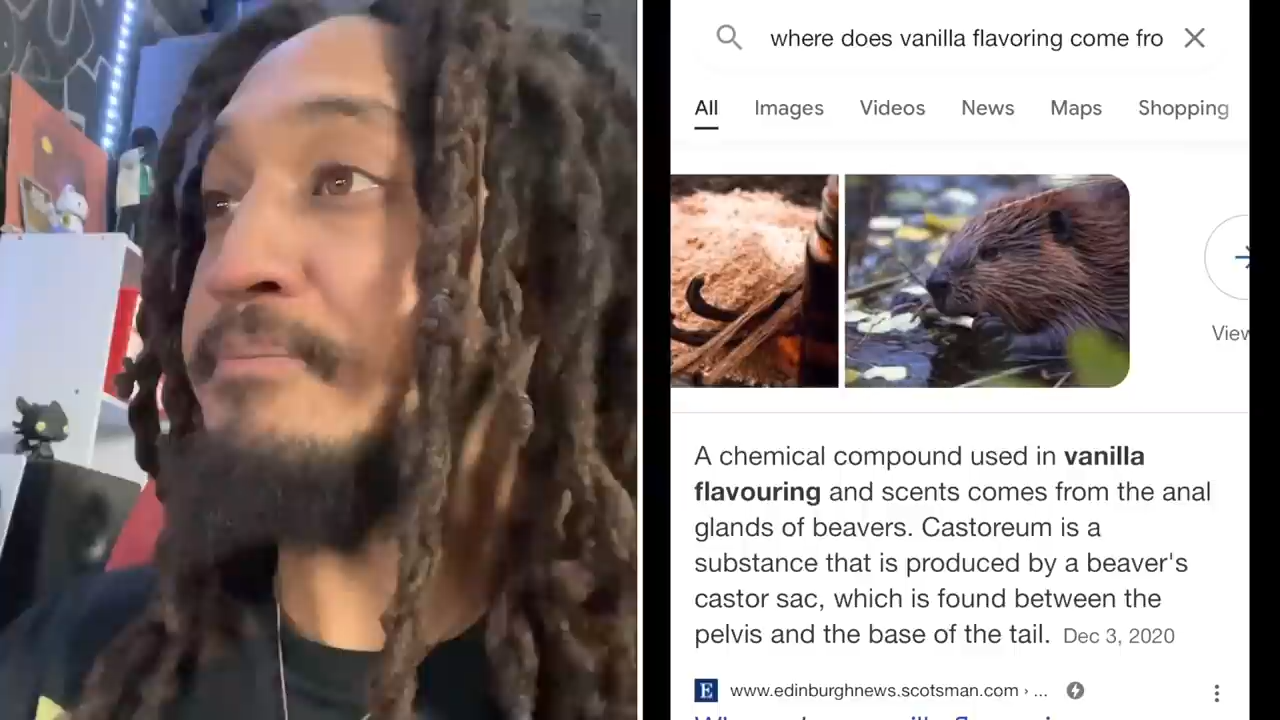 where does vanilla flavoring come fro
All Images Videos News Maps Shopping
View
A chemical compound used in vanilla
flavouring and scents comes from the anal
glands of beavers. Castoreum is a
substance that is produced by a beaver's
castor sac, which is found between the
pelvis and the base of the tail. Dec 3, 2020
E www.edinburghnews.scotsman.com › ...